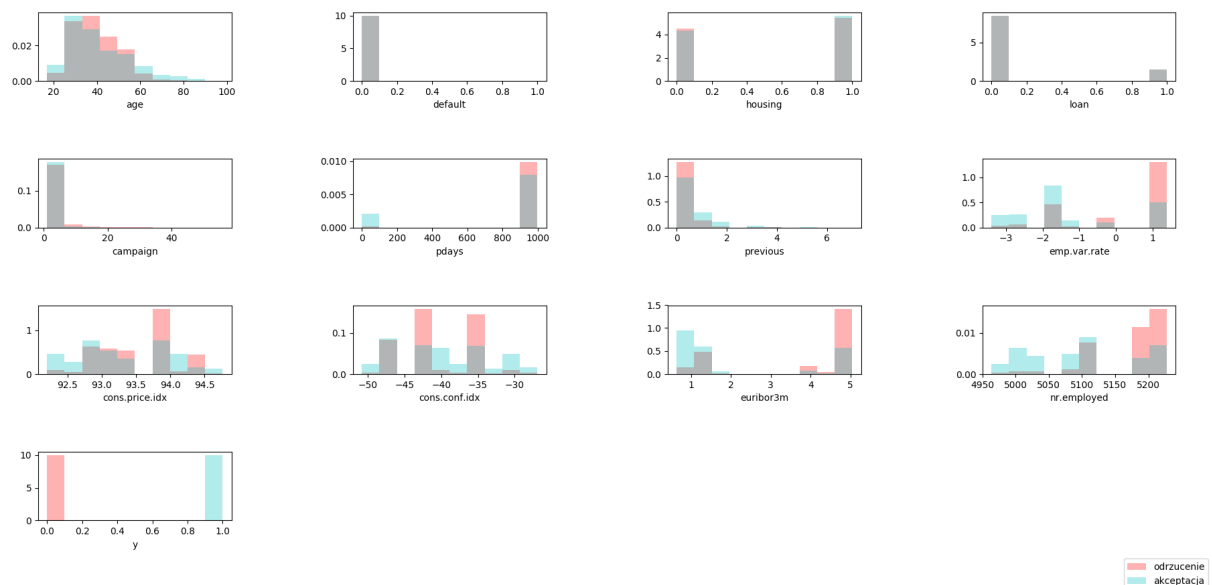 0.02
0.00
20 40 60 80 100
age
10
5
0
0.0 0.2 0.4 0.6 0.8 1.0
default
4
2
0
0.0 0.2 0.4 0.6 0.8 1.0
housing
5
0
0.0 0.2 0.4 0.6 0.8 1.0
loan
0.1
0.0
0 20 40
campaign
0.010
0.005
0.000
0 200 400 600 800 1000
pdays
1.0
0.5
0.0
0 2 4 6
previous
1.0
0.5
0.0
−3 −2 −1 0 1
emp.var.rate
1
0
92.5 93.0 93.5 94.0 94.5
cons.price.idx
0.1
0.0
−50 −45 −40 −35 −30
cons.conf.idx
1.5
1.0
0.5
0.0
1 2 3 4 5
euribor3m
0.01
0.00
4950 5000 5050 5100 5150 5200
nr.employed
10
5
0
0.0 0.2 0.4 0.6 0.8 1.0
y
odrzucenie
akceptacja